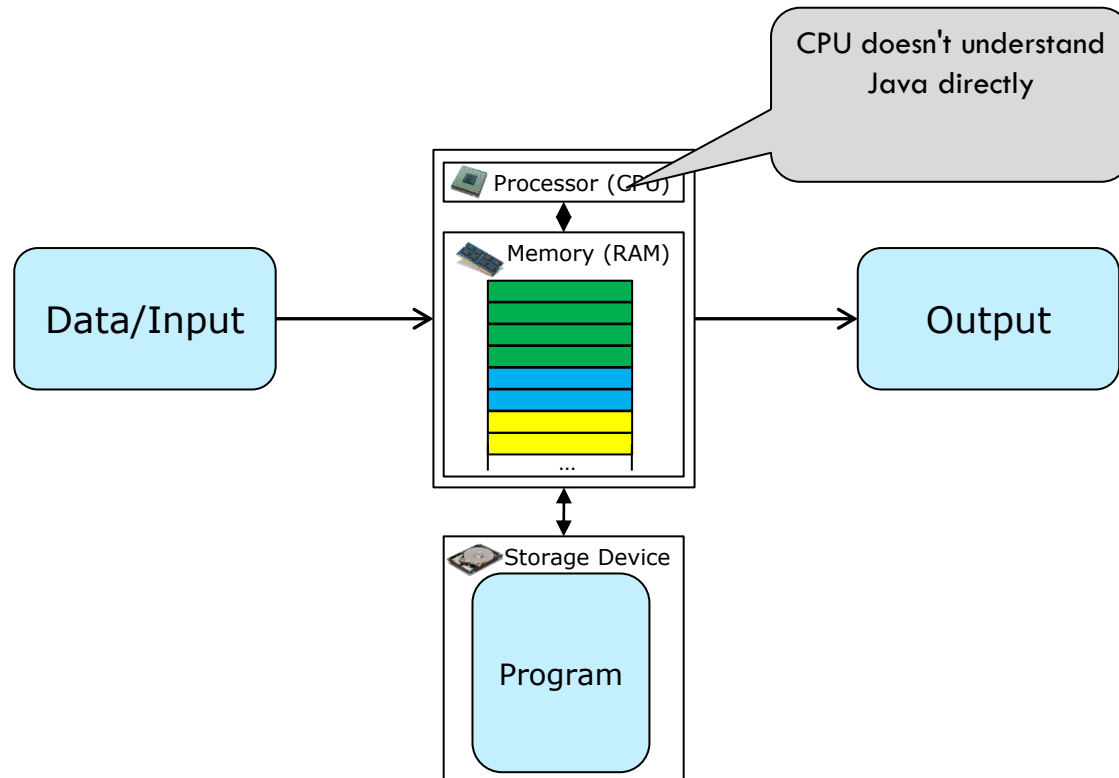 CPU doesn't understand
Java directly
Processor (CPU)
Memory (RAM)
Data/Input
Output
...
Storage Device
Program